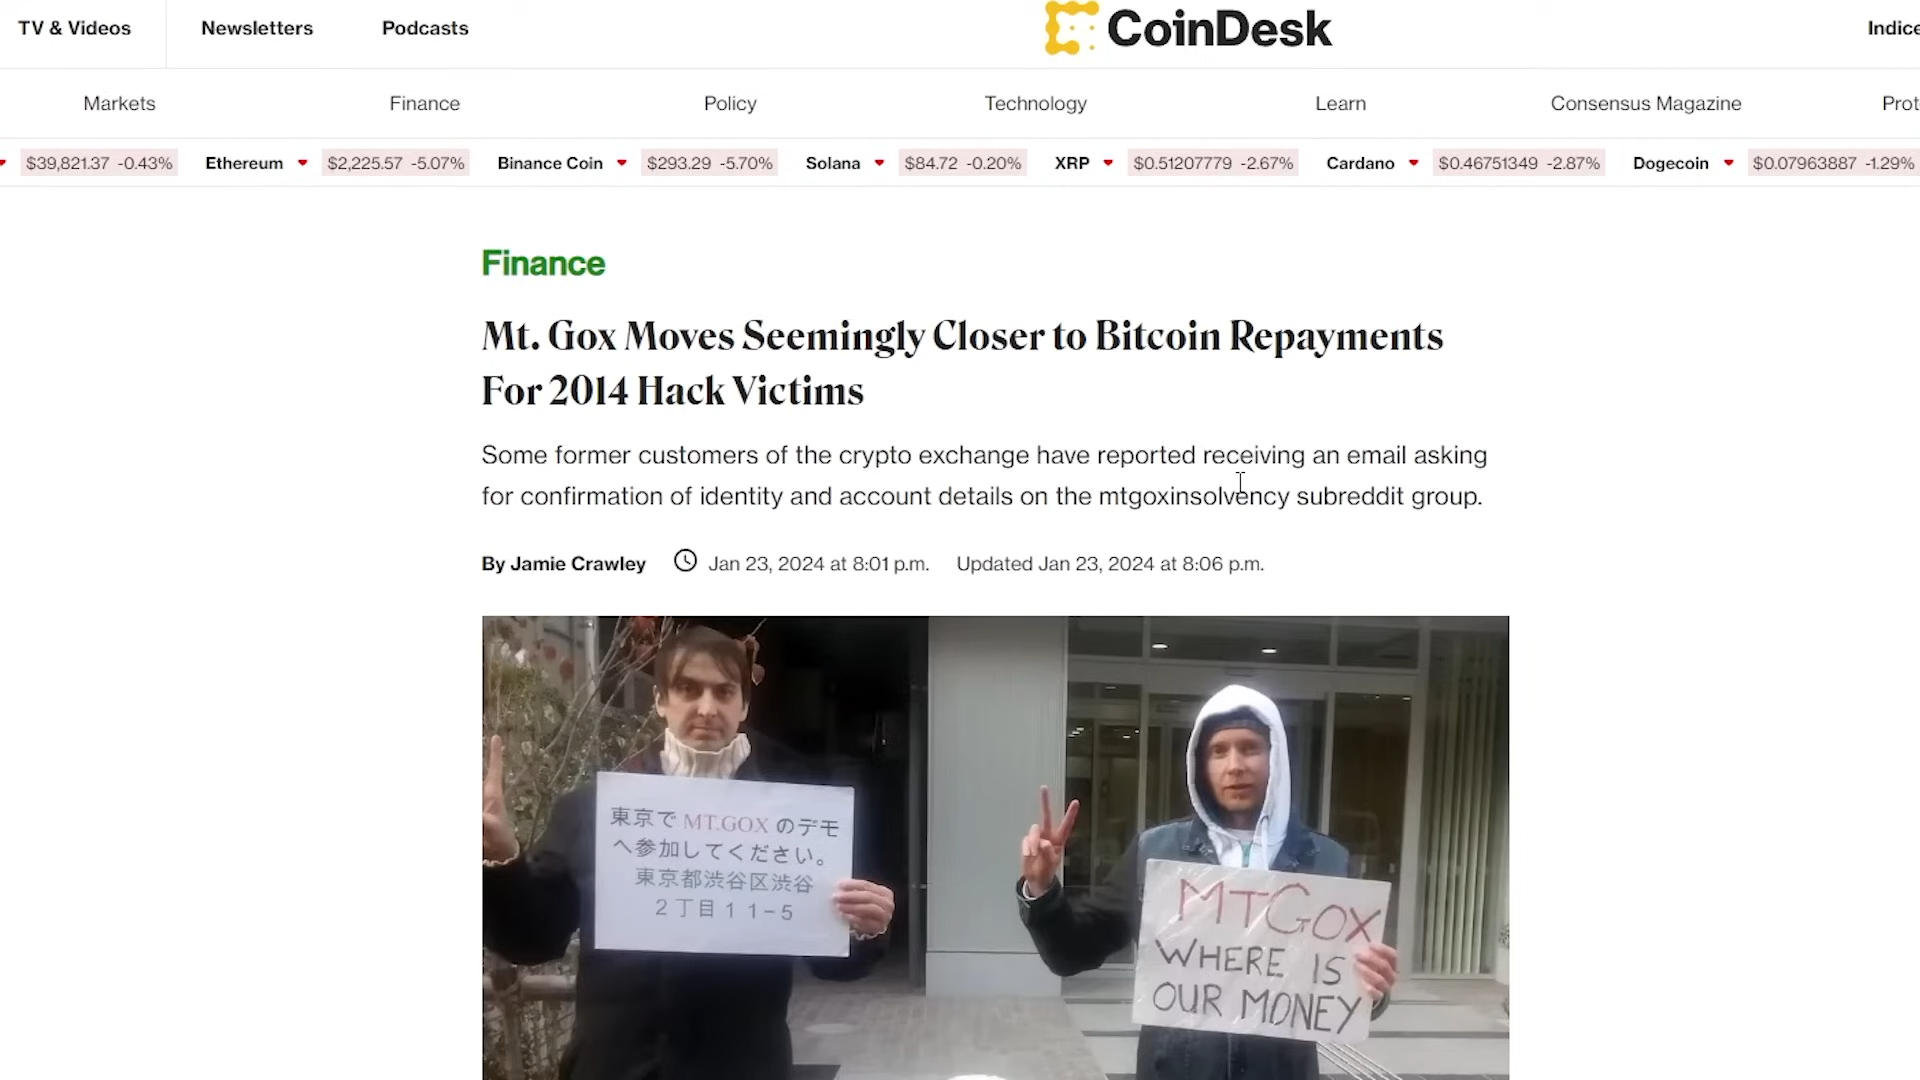 TV & Videos Newsletters Podcasts CoinDesk
Markets Finance Policy Technology Learn Consensus Magazine
$39,821.37 -0.43% Ethereum $2,225.57 -5.07% Binance Coin $293.29 -5.70% Solana $84.72 -0.20% XRP $0.51207779 -2.67% Cardano $0.46751349 -2.87% Dogecoin $0.07963887 -1.29%
Finance
Mt. Gox Moves Seemingly Closer to Bitcoin Repayments
For 2014 Hack Victims
Some former customers of the crypto exchange have reported receiving an email asking
for confirmation of identity and account details on the mtgoxinsolvency subreddit group.
By Jamie Crawley Jan 23, 2024 at 8:01 p.m. Updated Jan 23, 2024 at 8:06 p.m.
東京で MT.GOX のデモ
へ参加してください。
東京都渋谷区渋谷
2丁目11-5
MTGOX
WHERE IS
OUR MONEY